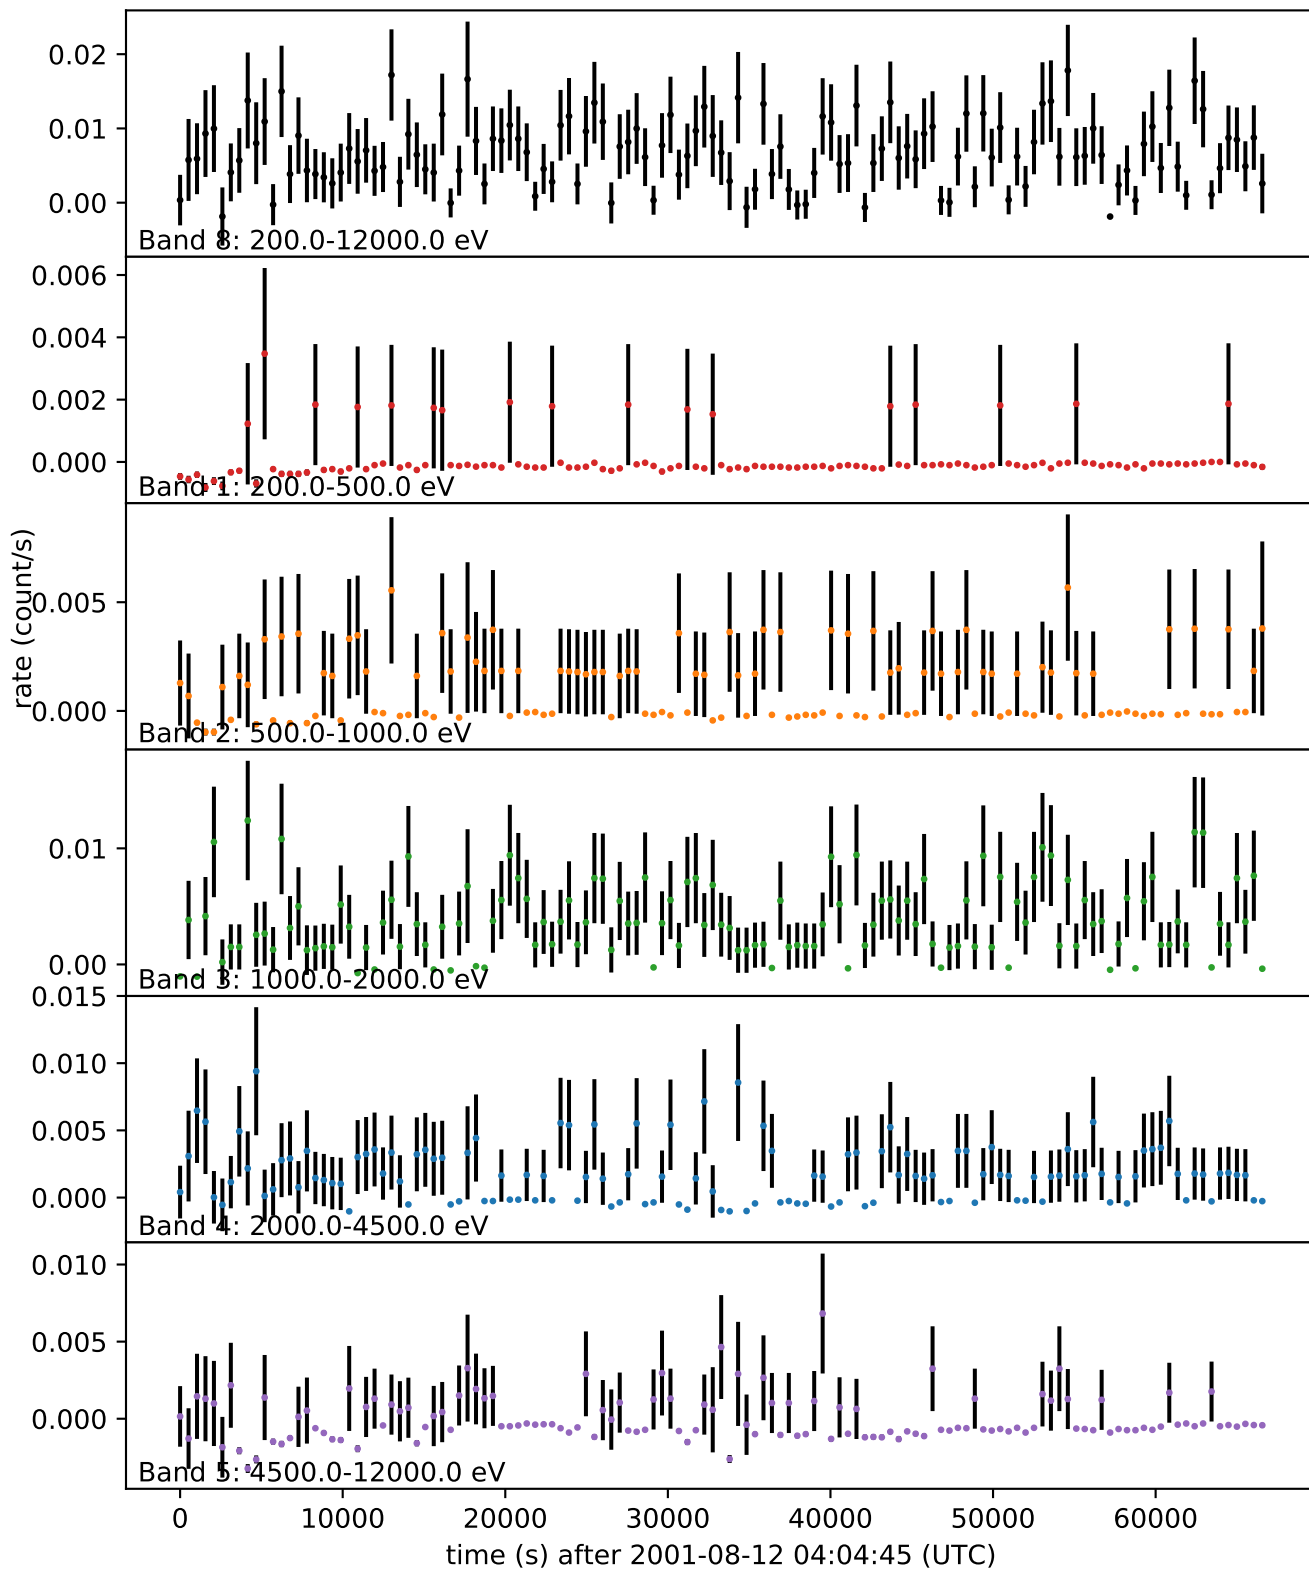 0.02
0.01
0.00
Band 8: 200.0-12000.0 eV
0.006
0.004
0.002
0.000
Band 1: 200.0-500.0 eV
rate (count/s)
0.005
0.000
Band 2: 500.0-1000.0 eV
0.01
0.00
Band 3: 1000.0-2000.0 eV
0.015
0.010
0.005
0.000
Band 4: 2000.0-4500.0 eV
0.010
0.005
0.000
Band 5: 4500.0-12000.0 eV
0 10000 20000 30000 40000 50000 60000
time (s) after 2001-08-12 04:04:45 (UTC)